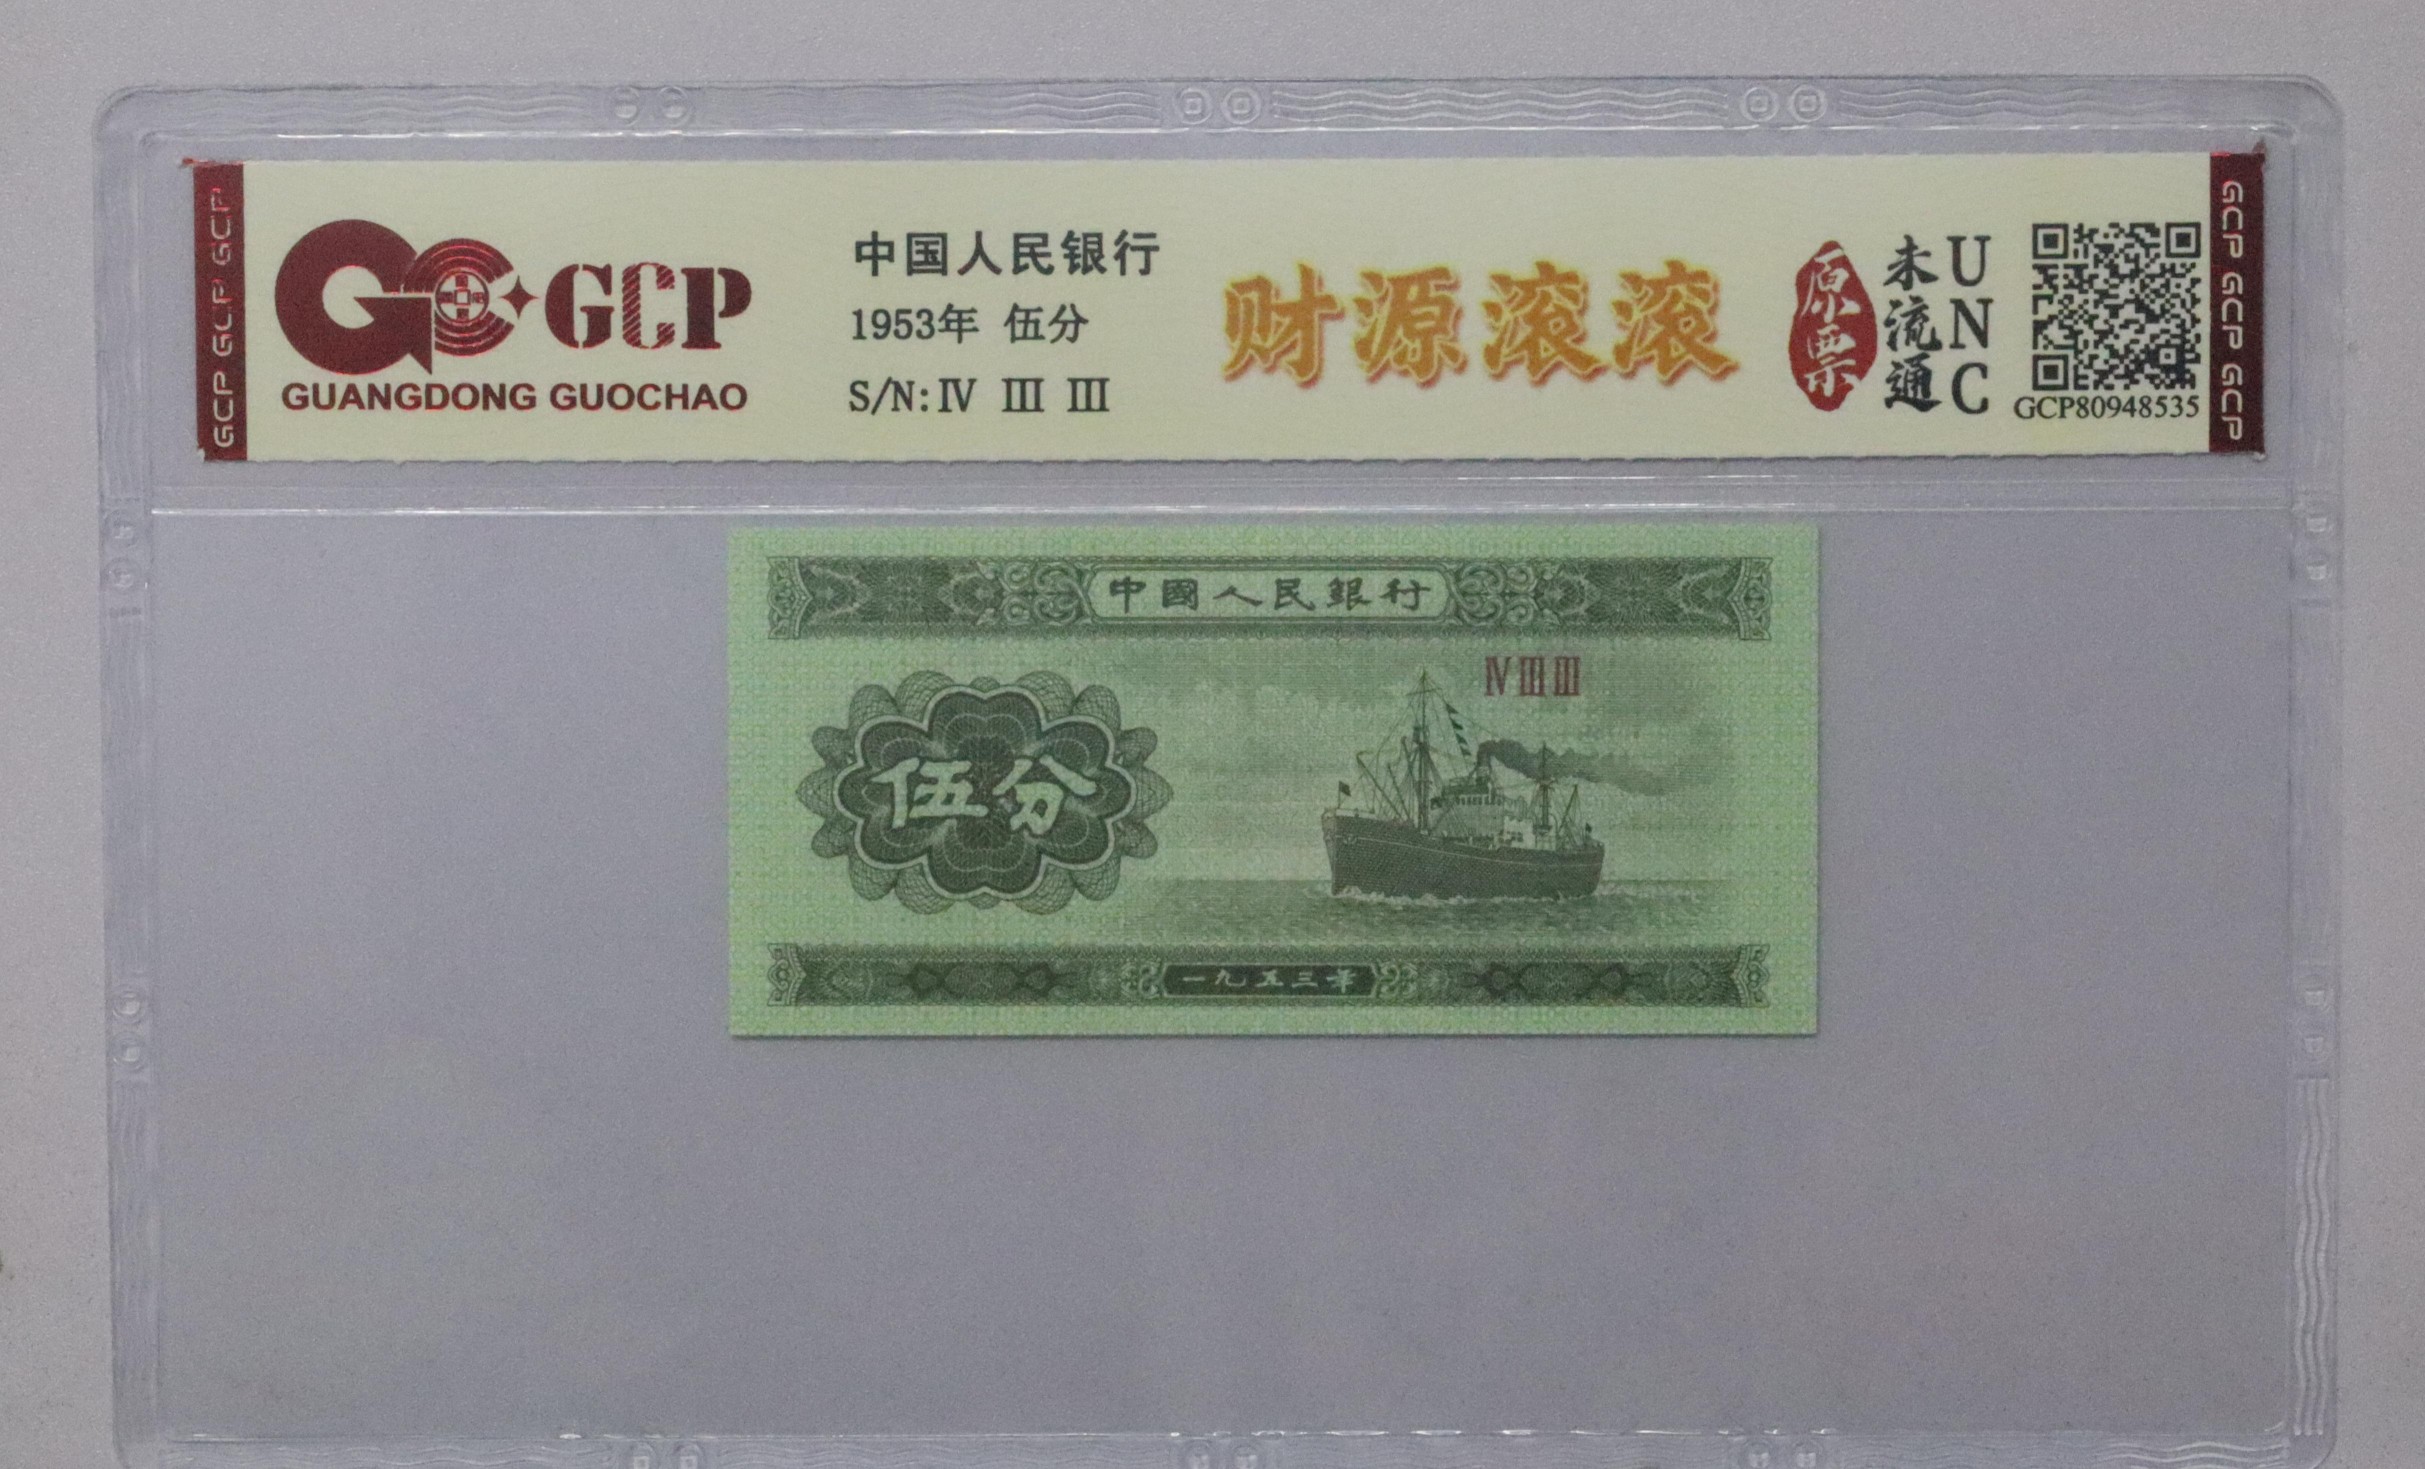 GCP GCP GCP
GCP
GUANGDONG GUOCHAO
中国人民银行
1953年 伍分
S/N: Ⅳ Ⅲ Ⅲ
财源滚滚
原票
未流通
UNC
GCP80948535
GCP GCP GCP
中國人民銀行
ⅣⅢⅢ
伍分
一九五三年